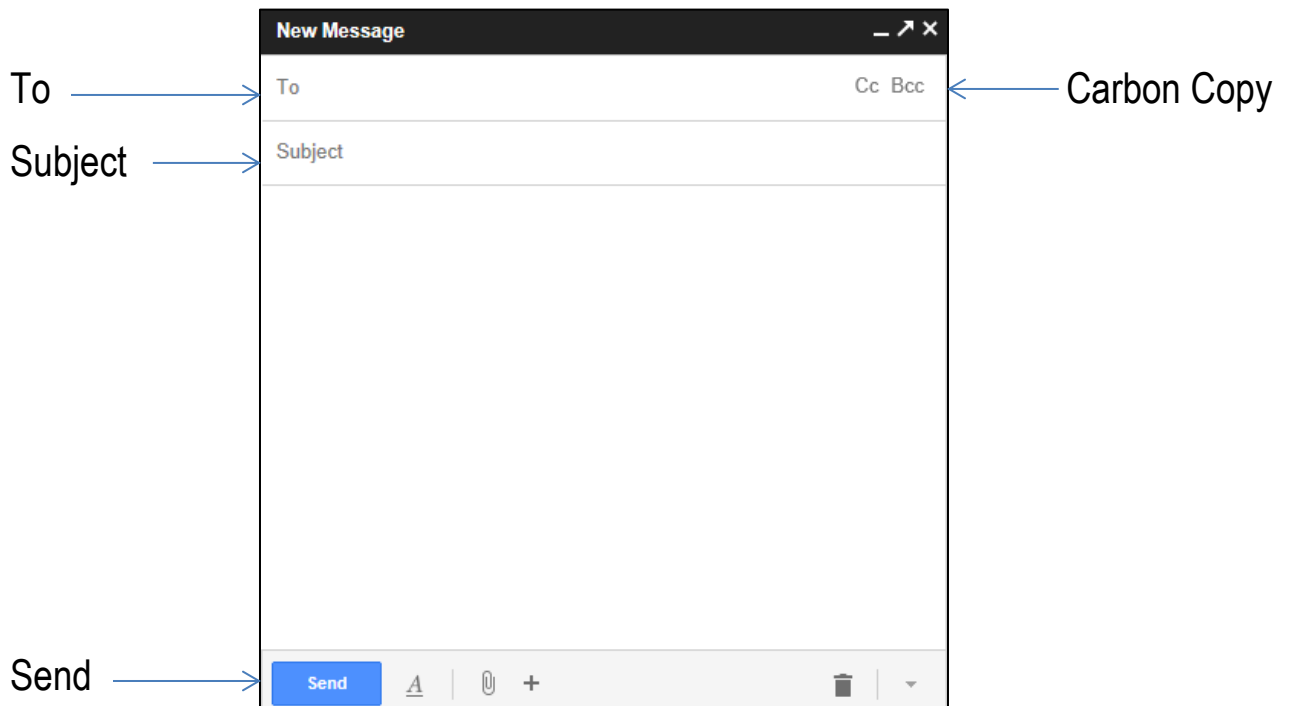 New Message
To
To
Cc Bcc
Carbon Copy
Subject
Subject
Send
Send
A